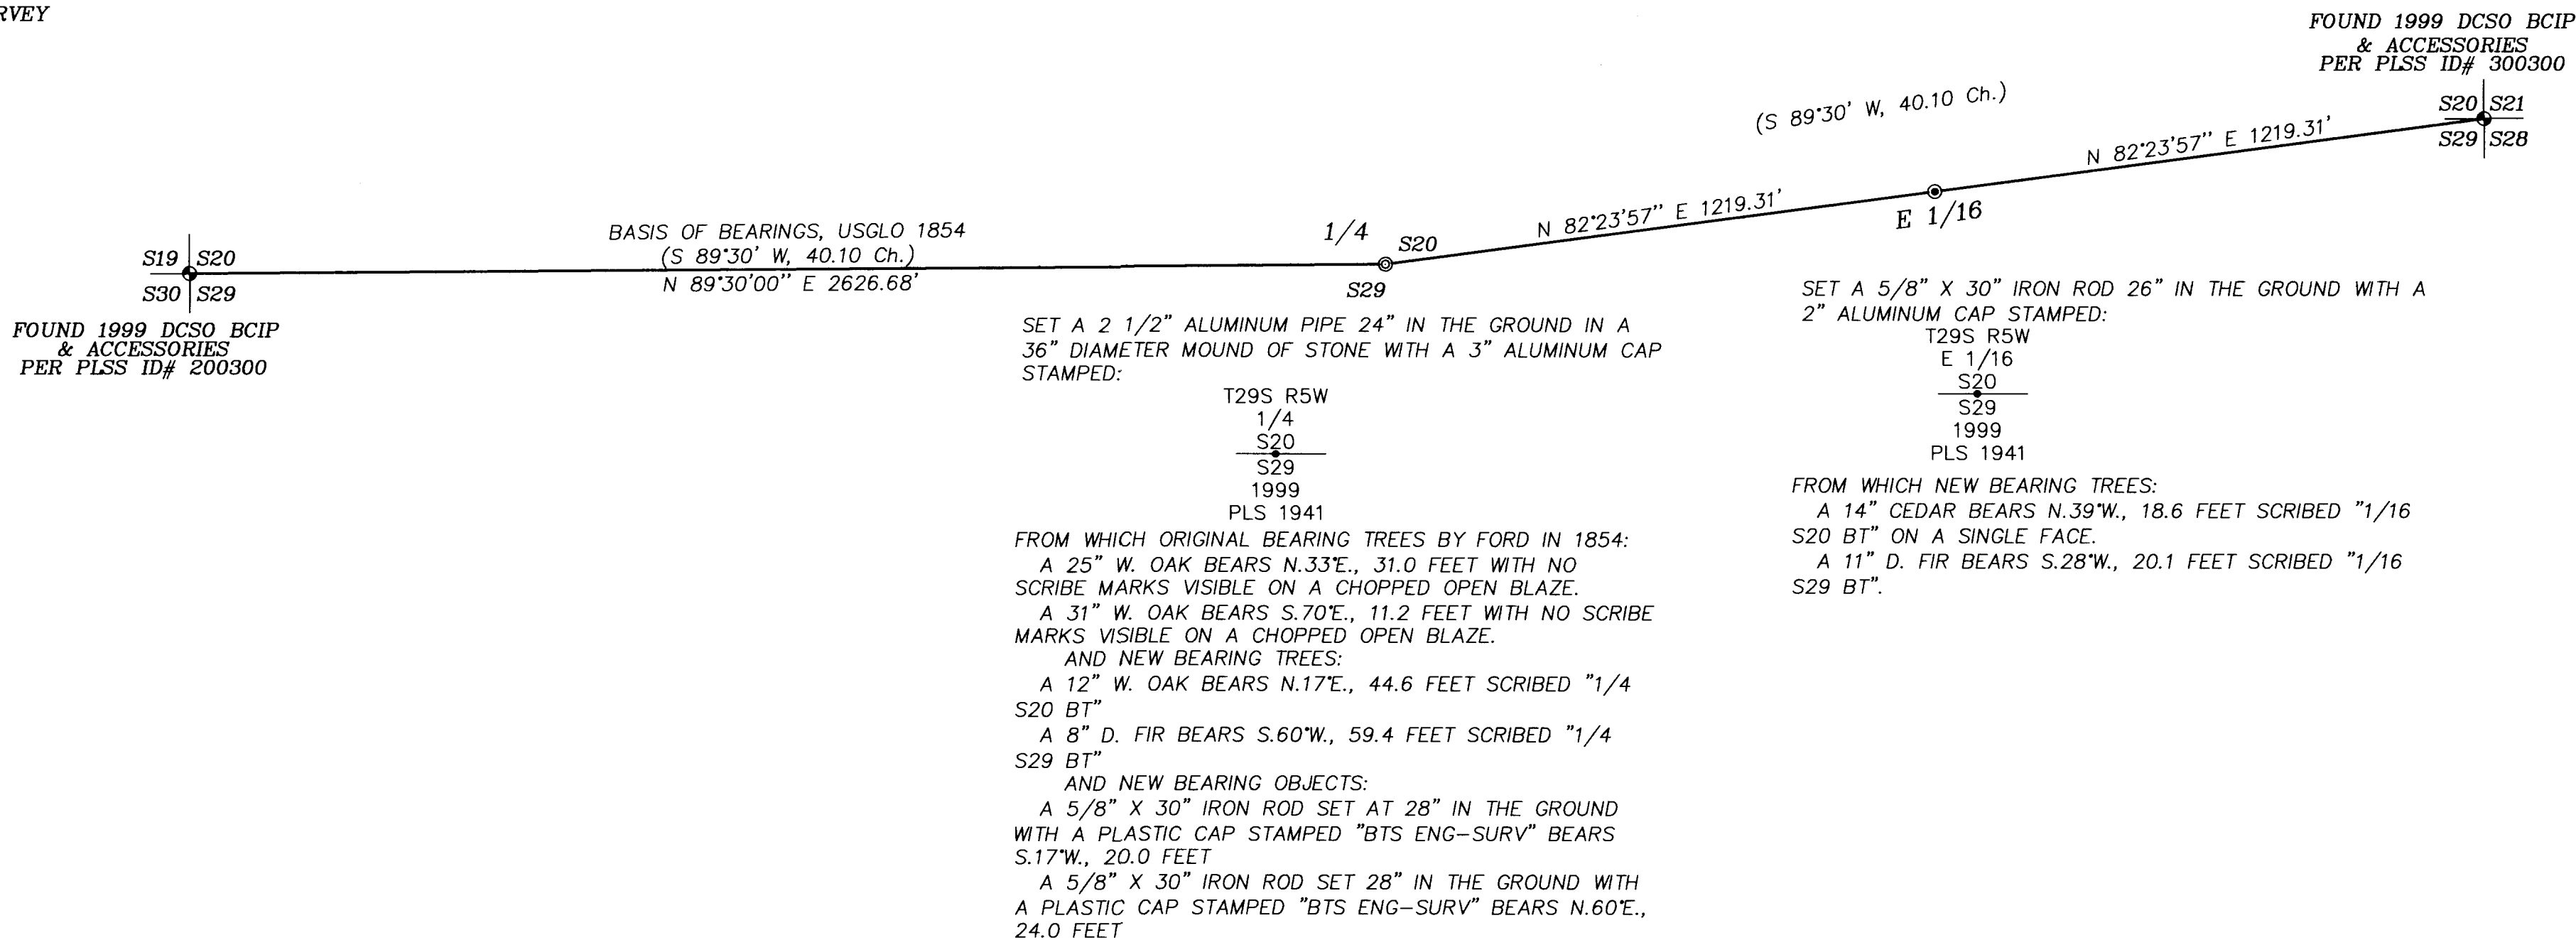 RVEY
FOUND 1999 DCSO BCIP
& ACCESSORIES
PER PLSS ID# 300300
S20 S21
S29 S28
(S 89°30' W, 40.10 Ch.)
N 82°23'57" E 1219.31'
E 1/16
N 82°23'57" E 1219.31'
1/4
S20
S29
BASIS OF BEARINGS, USGLO 1854
(S 89°30' W, 40.10 Ch.)
N 89°30'00" E 2626.68'
S19 S20
S30 S29
FOUND 1999 DCSO BCIP
& ACCESSORIES
PER PLSS ID# 200300
SET A 2 1/2" ALUMINUM PIPE 24" IN THE GROUND IN A
36" DIAMETER MOUND OF STONE WITH A 3" ALUMINUM CAP
STAMPED:
T29S R5W
1/4
S20
S29
1999
PLS 1941
FROM WHICH ORIGINAL BEARING TREES BY FORD IN 1854:
A 25" W. OAK BEARS N.33°E., 31.0 FEET WITH NO
SCRIBE MARKS VISIBLE ON A CHOPPED OPEN BLAZE.
A 31" W. OAK BEARS S.70°E., 11.2 FEET WITH NO SCRIBE
MARKS VISIBLE ON A CHOPPED OPEN BLAZE.
AND NEW BEARING TREES:
A 12" W. OAK BEARS N.17°E., 44.6 FEET SCRIBED "1/4
S20 BT"
A 8" D. FIR BEARS S.60°W., 59.4 FEET SCRIBED "1/4
S29 BT"
AND NEW BEARING OBJECTS:
A 5/8" X 30" IRON ROD SET AT 28" IN THE GROUND
WITH A PLASTIC CAP STAMPED "BTS ENG-SURV" BEARS
S.17°W., 20.0 FEET
A 5/8" X 30" IRON ROD SET 28" IN THE GROUND WITH
A PLASTIC CAP STAMPED "BTS ENG-SURV" BEARS N.60°E.,
24.0 FEET
SET A 5/8" X 30" IRON ROD 26" IN THE GROUND WITH A
2" ALUMINUM CAP STAMPED:
T29S R5W
E 1/16
S20
S29
1999
PLS 1941
FROM WHICH NEW BEARING TREES:
A 14" CEDAR BEARS N.39°W., 18.6 FEET SCRIBED "1/16
S20 BT" ON A SINGLE FACE.
A 11" D. FIR BEARS S.28°W., 20.1 FEET SCRIBED "1/16
S29 BT".